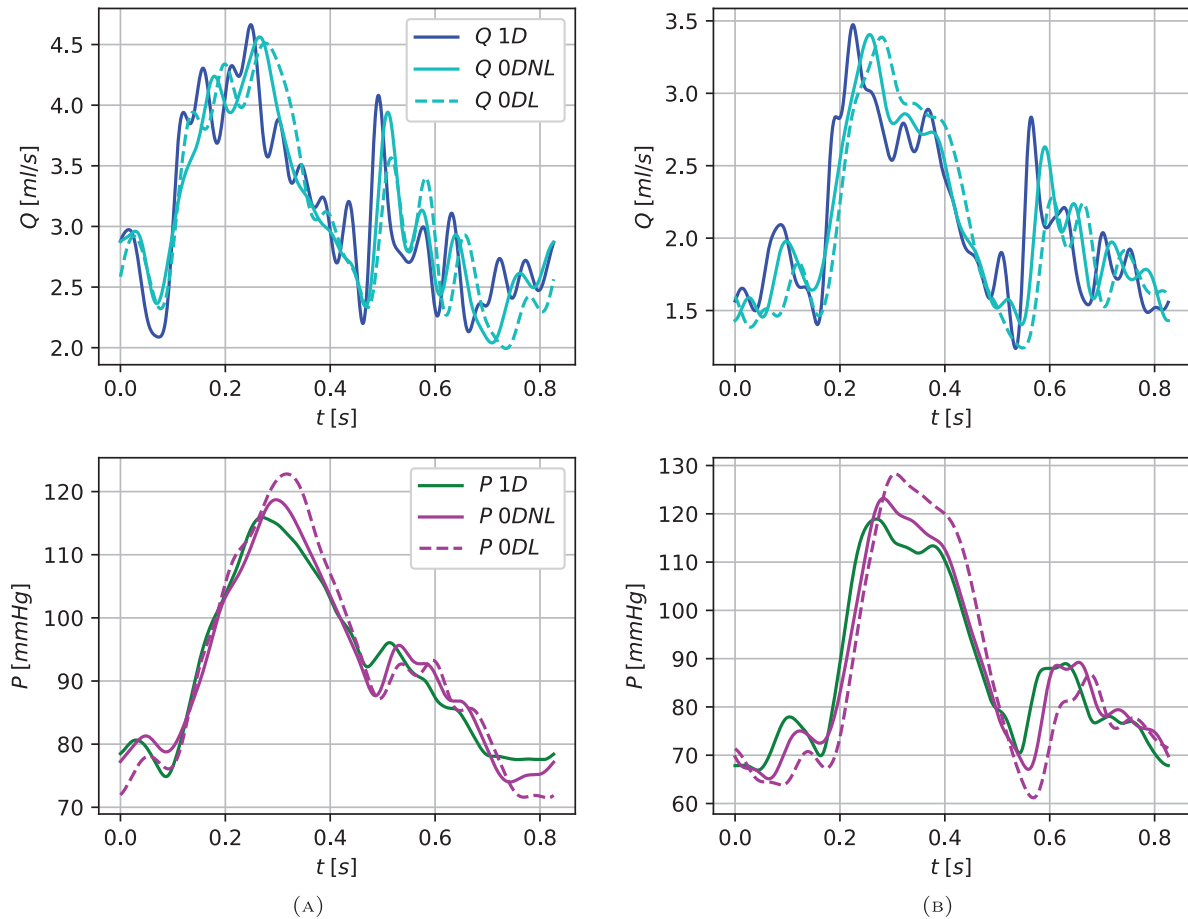 4.5
4.0
3.5
3.0
2.5
2.0
Q [ml/s]
Q 1D
Q 0DNL
Q 0DL
0.0 0.2 0.4 0.6 0.8
t [s]
3.5
3.0
2.5
2.0
1.5
Q [ml/s]
0.0 0.2 0.4 0.6 0.8
t [s]
120
110
100
90
80
70
P [mmHg]
P 1D
P 0DNL
P 0DL
0.0 0.2 0.4 0.6 0.8
t [s]
(A)
130
120
110
100
90
80
70
60
P [mmHg]
0.0 0.2 0.4 0.6 0.8
t [s]
(B)